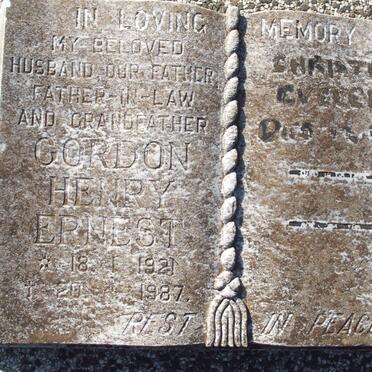 IN LOVING MEMORY
MY BELOVED
HUSBAND, OUR FATHER
FATHER-IN-LAW
AND GRANDFATHER
GORDON
HENRY
ERNEST
* 18 1 1921
† 20 1987.
REST IN PEACE